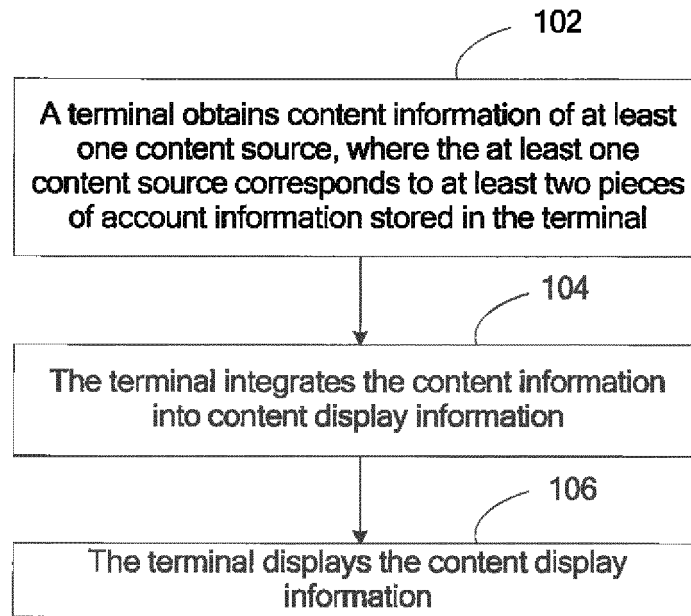 102
A terminal obtains content information of at least
one content source, where the at least one
content source corresponds to at least two pieces
of account information stored in the terminal
104
The terminal integrates the content information
into content display information
106
The terminal displays the content display
information